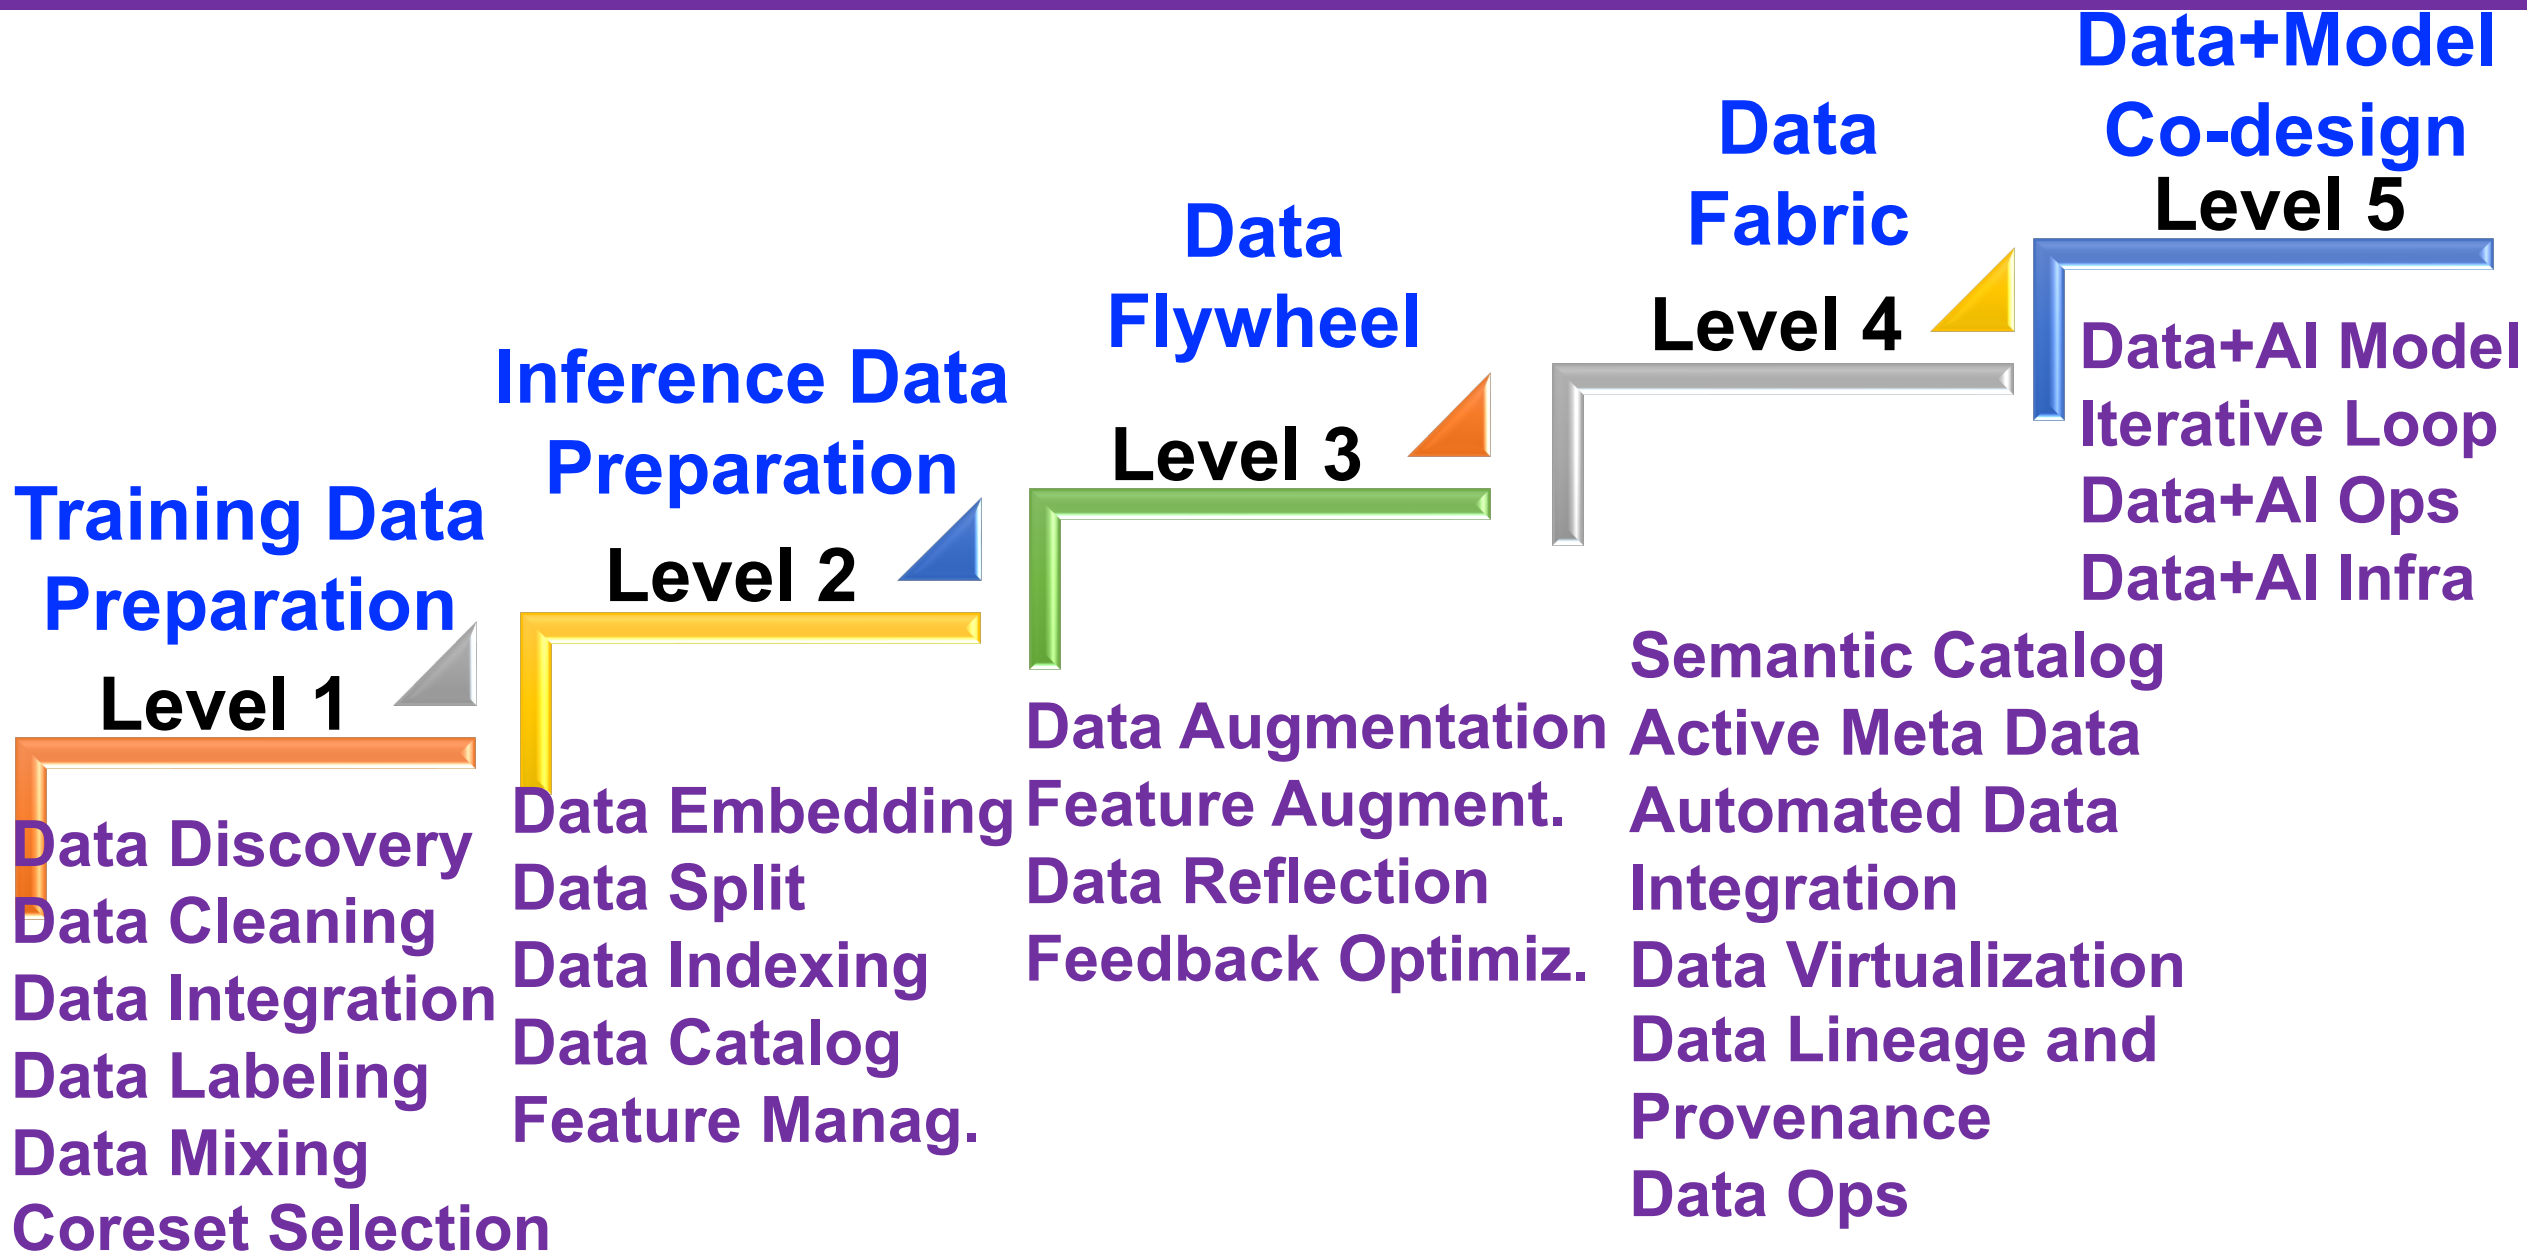 Training Data
Preparation
Level 1
Data Discovery
Data Cleaning
Data Integration
Data Labeling
Data Mixing
Coreset Selection
Inference Data
Preparation
Level 2
Data Embedding
Data Split
Data Indexing
Data Catalog
Feature Manag.
Data
Flywheel
Level 3
Data Augmentation
Feature Augment.
Data Reflection
Feedback Optimiz.
Data
Fabric
Level 4
Semantic Catalog
Active Meta Data
Automated Data
Integration
Data Virtualization
Data Lineage and
Provenance
Data Ops
Data+Model
Co-design
Level 5
Data+AI Model
Iterative Loop
Data+AI Ops
Data+AI Infra